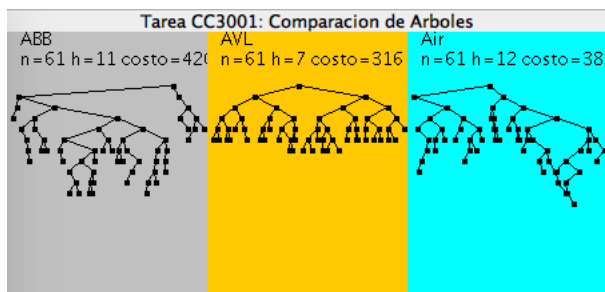 Tarea CC3001: Comparacion de Arboles
ABB
n=61 h=11 costo=420
AVL
n=61 h=7 costo=316
Air
n=61 h=12 costo=38